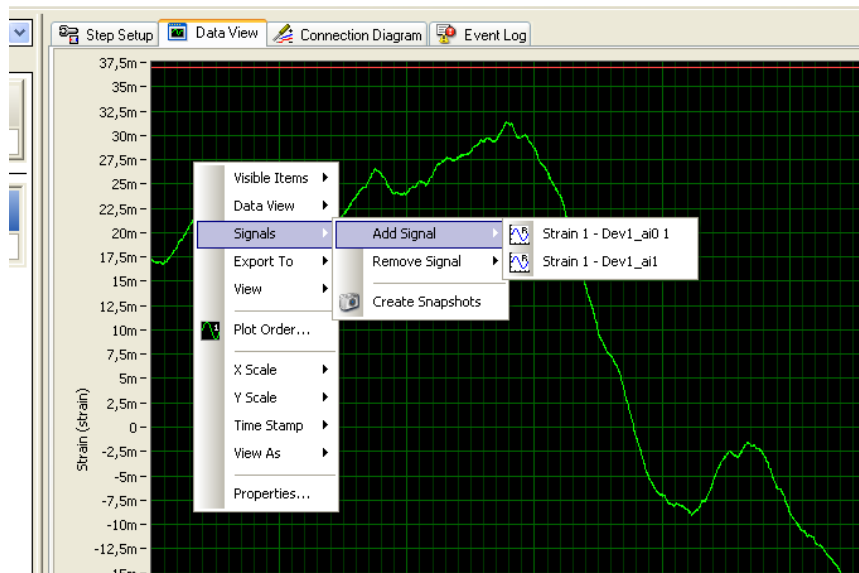 Step Setup
Data View
Connection Diagram
Event Log
37,5m
35m
32,5m
30m
27,5m
25m
22,5m
20m
17,5m
15m
12,5m
10m
7,5m
5m
2,5m
0
-2,5m
-5m
-7,5m
-10m
-12,5m
-15m
Strain (strain)
Visible Items
Data View
Signals
Export To
View
Plot Order...
X Scale
Y Scale
Time Stamp
View As
Properties...
Add Signal
Remove Signal
Create Snapshots
Strain 1 - Dev1_ai0 1
Strain 1 - Dev1_ai1